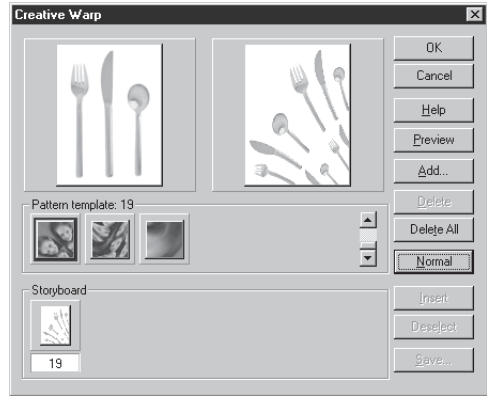 Creative Warp
OK
Cancel
Help
Preview
Add...
Delete
Delete All
Normal
Insert
Deselect
Save...
Pattern template: 19
Storyboard
19